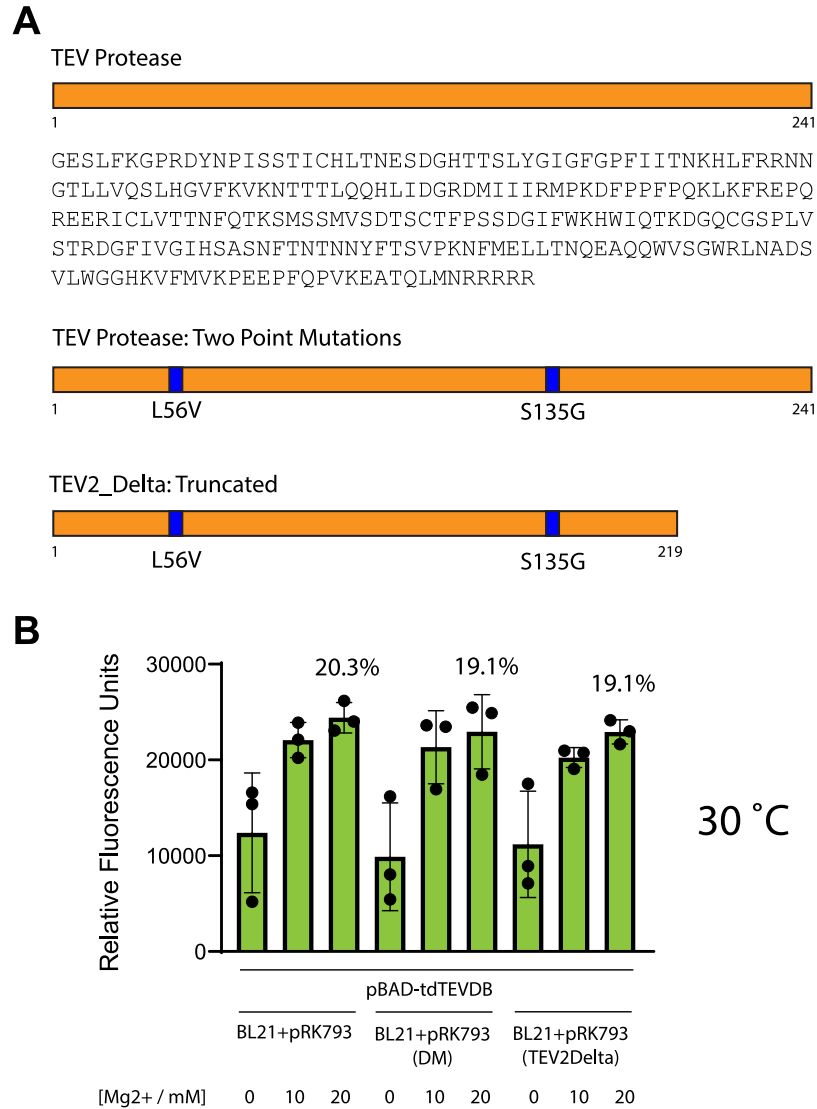 A
TEV Protease
1 241
GESLFKGPRDYNPISSTICHLTNESDGHTTSLYGIGFGPFIITNKHLFRRNN
GTLLVQSLHGVFKVKNTTTLQQHLIDGRDMIIIRMPKDFPPFPQKLKFREPQ
REERICLVTTNFQTKSMSSMVSDTSCTFPSSDGIFWKHWIQTKDGQCGSPLV
STRDGFIVGIHSASNFTNTNNYFTSVPKNFMELLTNQEAQQWVSGWRLNADS
VLWGGHKVFMVKPEEPFQPVKEATQLMNRRRRR
TEV Protease: Two Point Mutations
1 L56V S135G 241
TEV2_Delta: Truncated
1 L56V S135G 219
B
Relative Fluorescence Units
30000
20000
10000
0
20.3% 19.1% 19.1%
30 ˚C
pBAD-tdTEVDB
BL21+pRK793 BL21+pRK793 BL21+pRK793
(DM) (TEV2Delta)
[Mg2+ / mM] 0 10 20 0 10 20 0 10 20